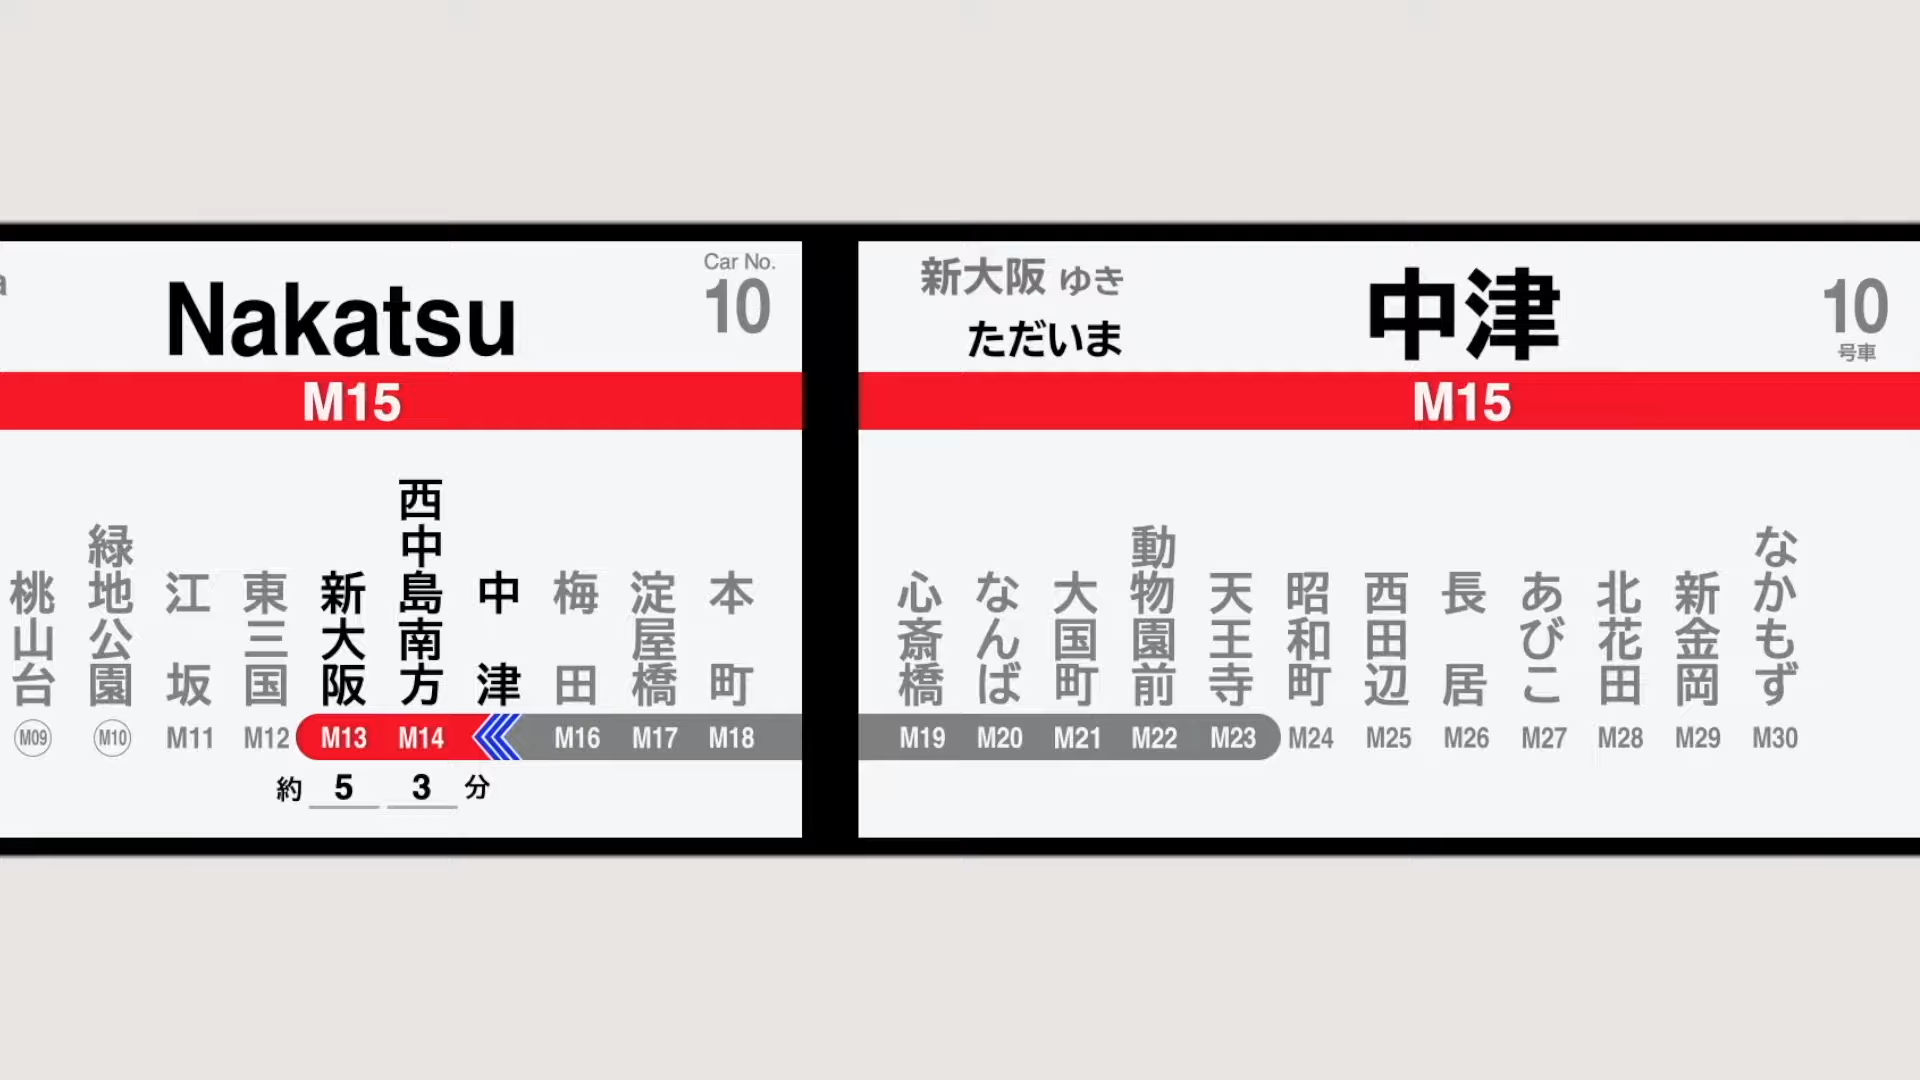 a
Nakatsu
Car No.
10
M15
桃山台
緑地公園
江坂
東三国
新大阪
西中島南方
中津
梅田
淀屋橋
本町
M09 M10 M11 M12 M13 M14 M16 M17 M18
約 5 3 分
新大阪 ゆき
ただいま
中津
10
号車
M15
心斎橋
なんば
大国町
動物園前
天王寺
昭和町
西田辺
長居
あびこ
北花田
新金岡
なかもず
M19 M20 M21 M22 M23 M24 M25 M26 M27 M28 M29 M30